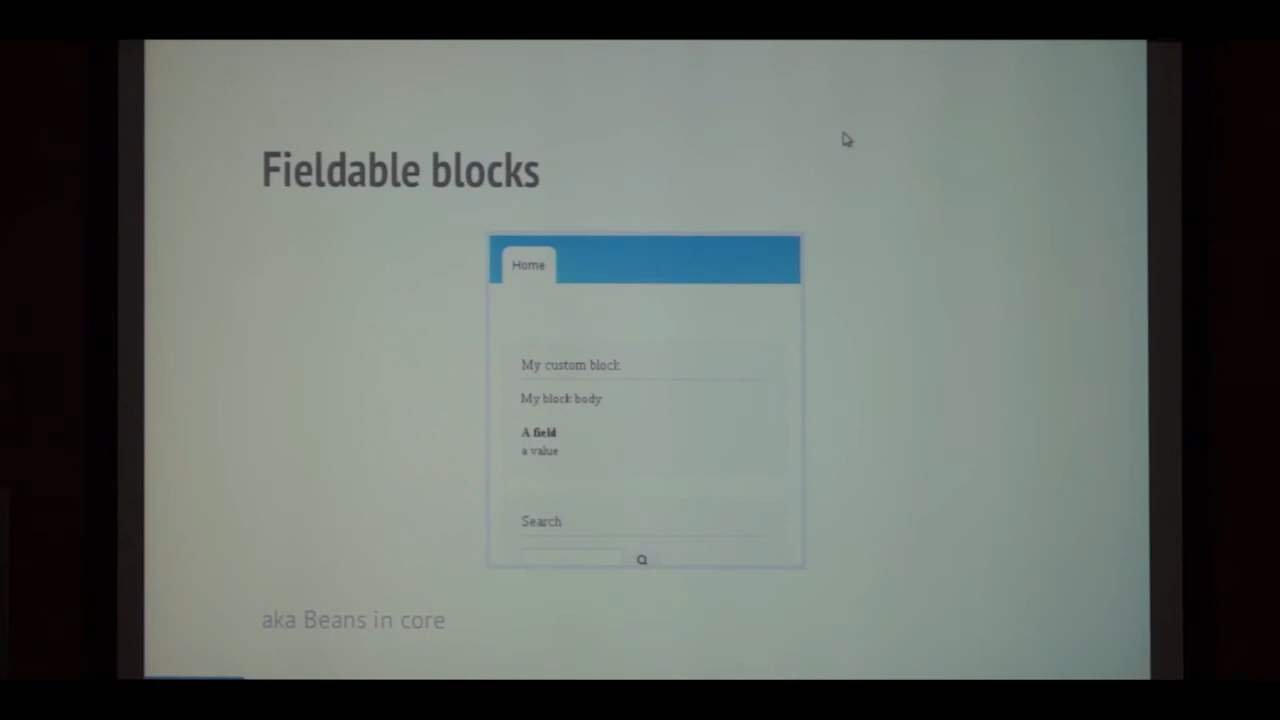 Fieldable blocks
Home
My custom block
My block body
A field
a value
Search
aka Beans in core